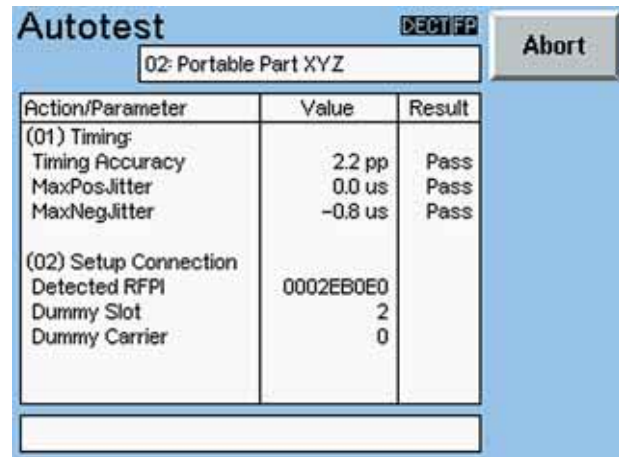 Autotest
DECT FP
Abort
02: Portable Part XYZ
Action/Parameter Value Result
(01) Timing:
Timing Accuracy 2.2 pp Pass
MaxPosJitter 0.0 us Pass
MaxNegJitter -0.8 us Pass
(02) Setup Connection
Detected RFPI 0002EB0E0
Dummy Slot 2
Dummy Carrier 0